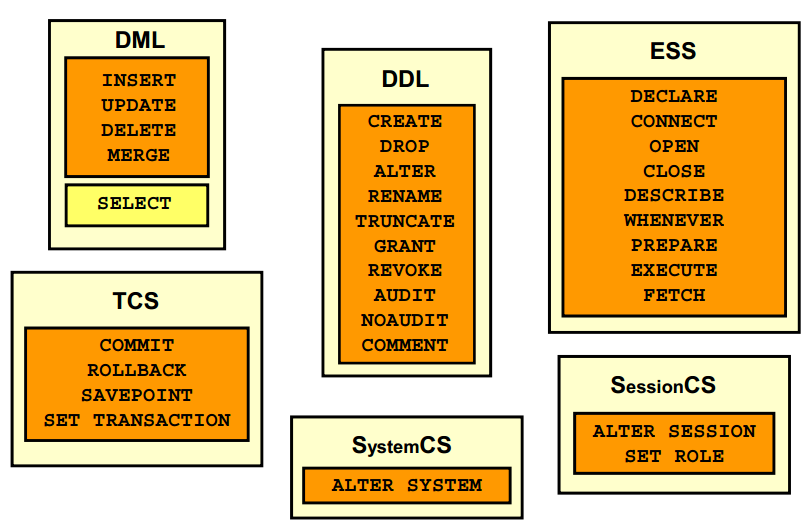 DML
INSERT
UPDATE
DELETE
MERGE
SELECT
DDL
CREATE
DROP
ALTER
RENAME
TRUNCATE
GRANT
REVOKE
AUDIT
NOAUDIT
COMMENT
ESS
DECLARE
CONNECT
OPEN
CLOSE
DESCRIBE
WHENEVER
PREPARE
EXECUTE
FETCH
TCS
COMMIT
ROLLBACK
SAVEPOINT
SET TRANSACTION
SystemCS
ALTER SYSTEM
SessionCS
ALTER SESSION
SET ROLE